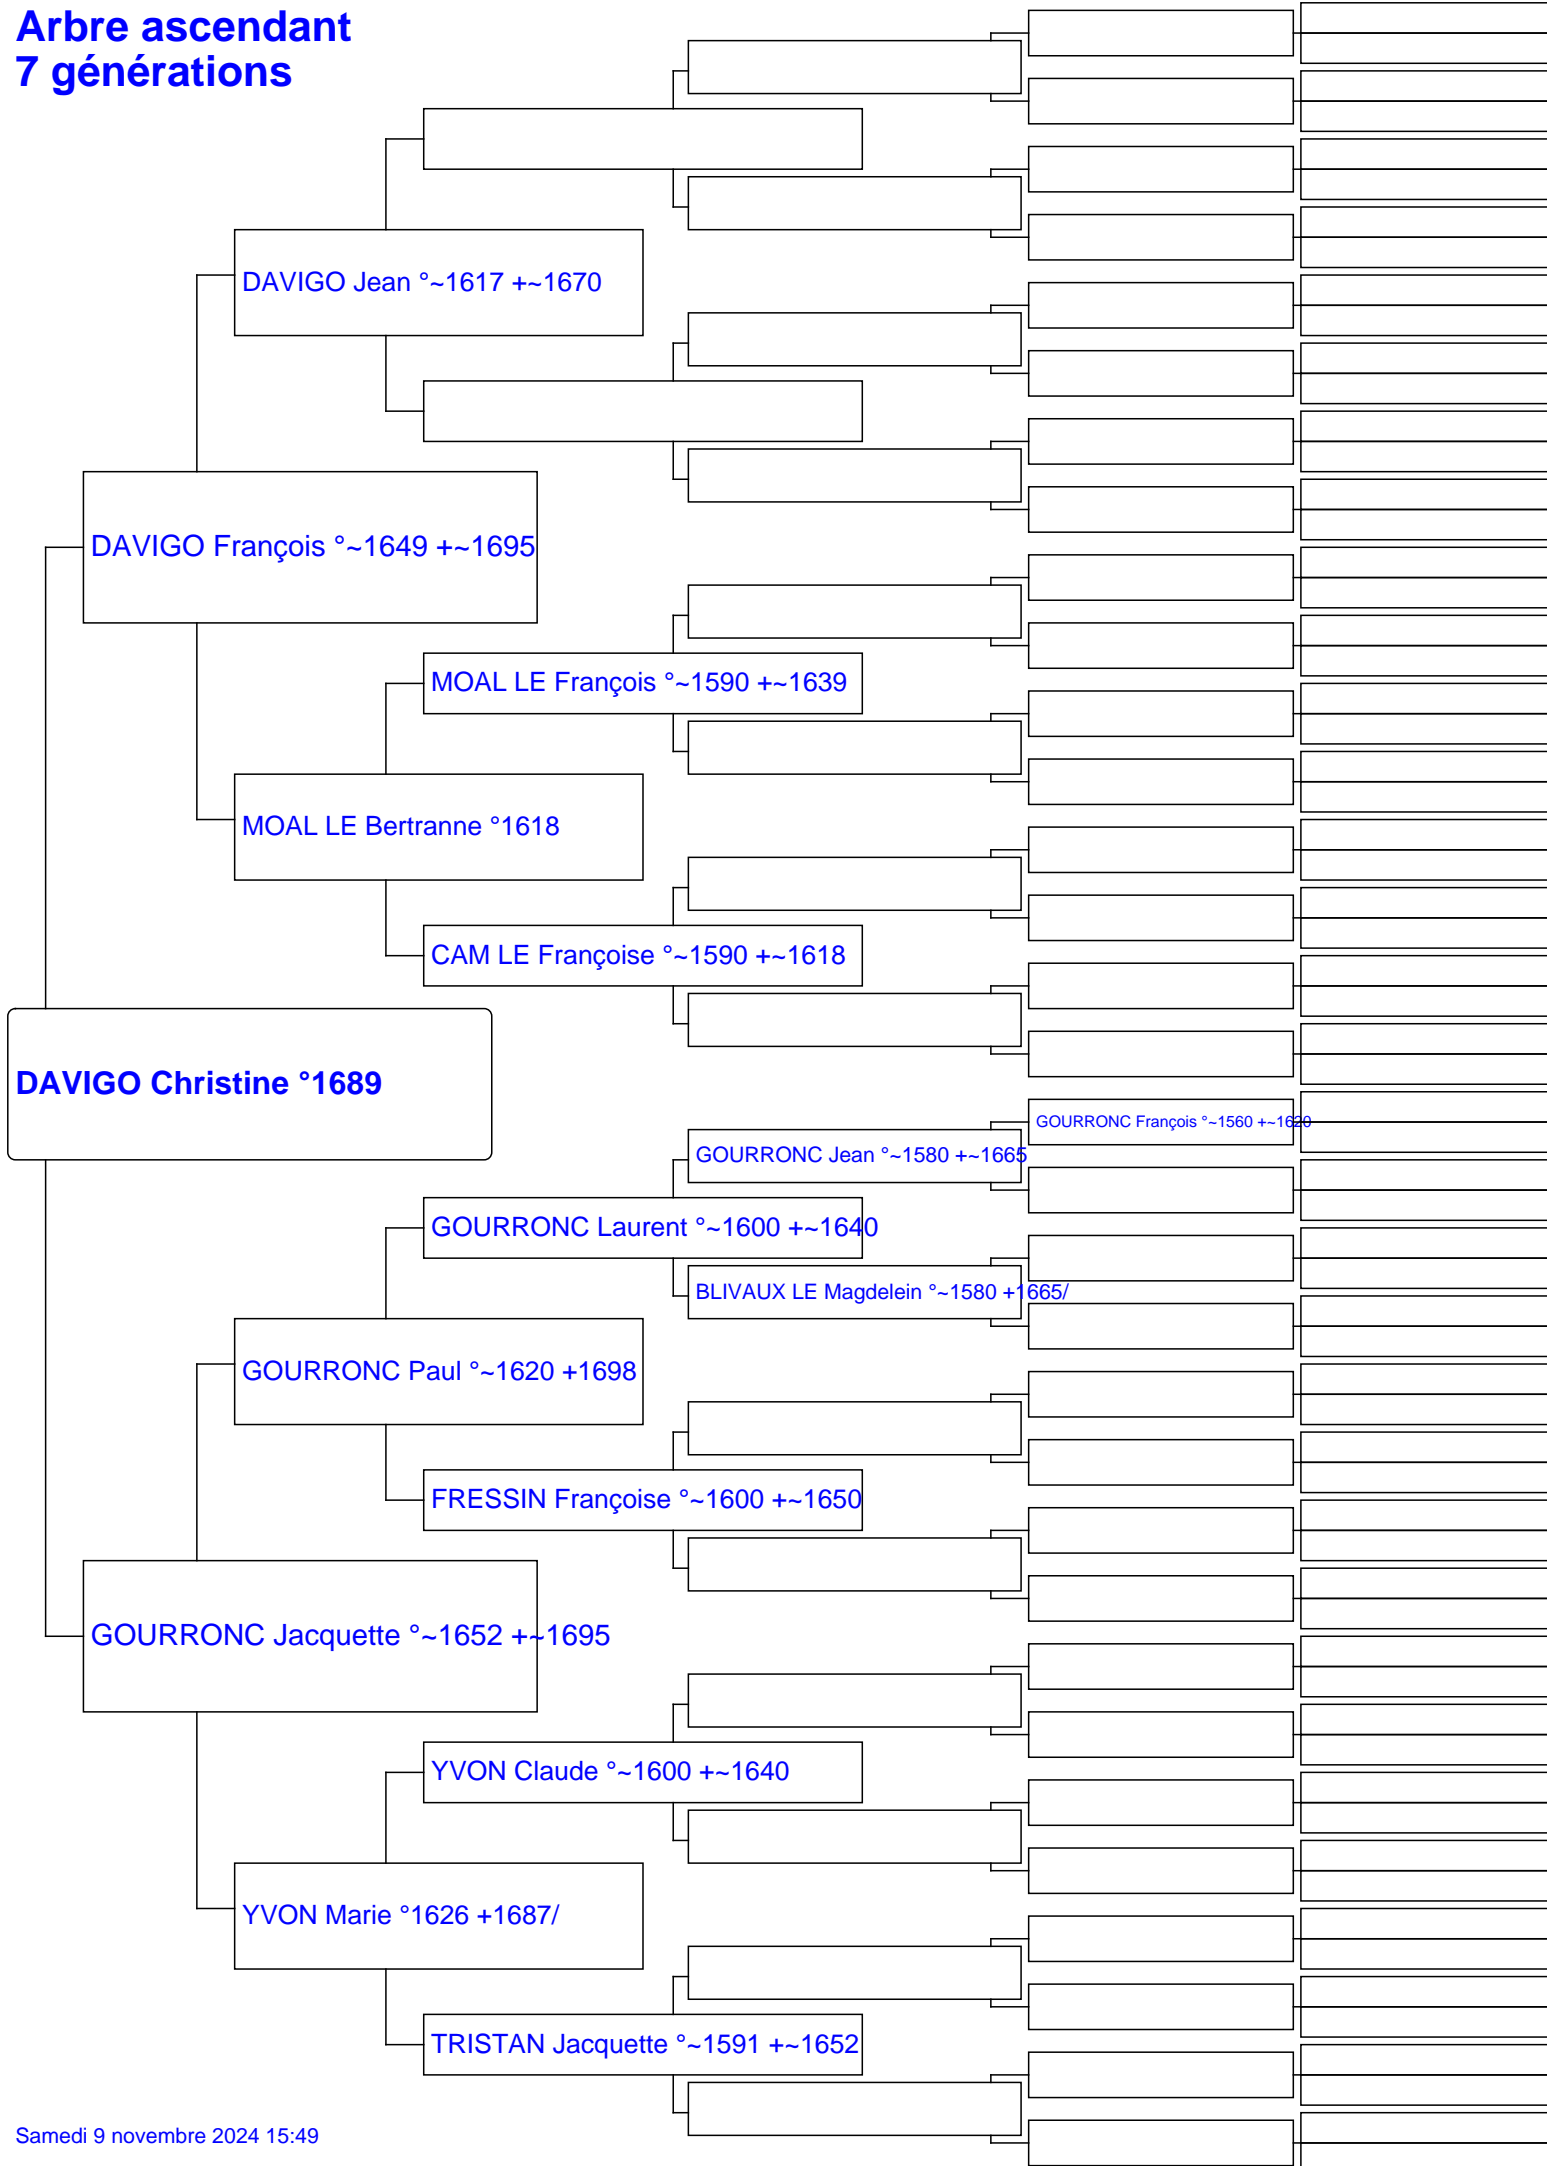 Arbre ascendant
7 générations
DAVIGO Jean °~1617 +~1670
DAVIGO François °~1649 +~1695
MOAL LE François °~1590 +~1639
MOAL LE Bertranne °1618
CAM LE Françoise °~1590 +~1618
DAVIGO Christine °1689
GOURRONC François °~1560 +~1620
GOURRONC Jean °~1580 +~1665
GOURRONC Laurent °~1600 +~1640
BLIVAUX LE Magdelein °~1580 +1665/
GOURRONC Paul °~1620 +1698
FRESSIN Françoise °~1600 +~1650
GOURRONC Jacquette °~1652 +~1695
YVON Claude °~1600 +~1640
YVON Marie °1626 +1687/
TRISTAN Jacquette °~1591 +~1652
Samedi 9 novembre 2024 15:49